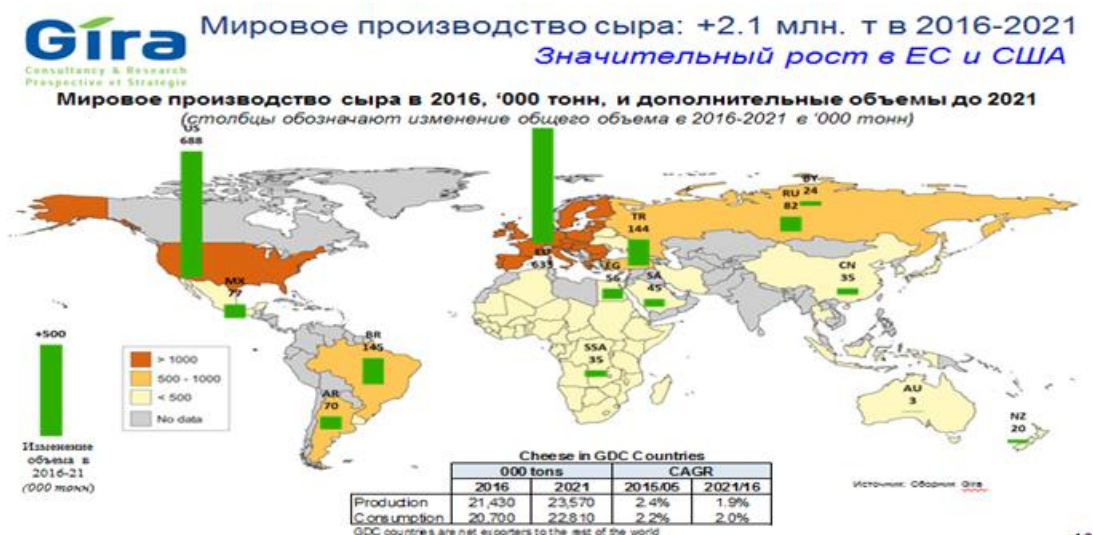 Gira
Consultancy & Research
Prospective et Strategie
Мировое производство сыра: +2.1 млн. т в 2016-2021
Значительный рост в ЕС и США
Мировое производство сыра в 2016, ‘000 тонн, и дополнительные объемы до 2021
(столбцы обозначают изменение общего объема в 2016-2021 в ‘000 тонн)
US
688
BY
24
RU
82
TR
144
633
EG
56
SA
45
CN
35
MX
77
+500
BR
145
SSA
35
AR
70
AU
3
NZ
20
> 1000
500 - 1000
< 500
No data
Изменение
объема в
2016-21
(000 тонн)
Cheese in GDC Countries
000 tons CAGR
2016 2021 2015/05 2021/16
Production 21,430 23,570 2.4% 1.9%
Consumption 20,700 22,810 2.2% 2.0%
GDC countries are net exporters to the rest of the world
Источник: Сборник Gira